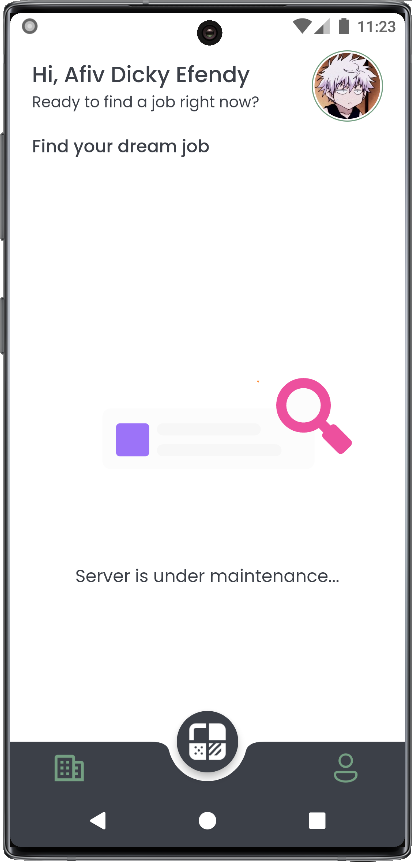 11:23
Hi, Afiv Dicky Efendy
Ready to find a job right now?
Find your dream job
Server is under maintenance...